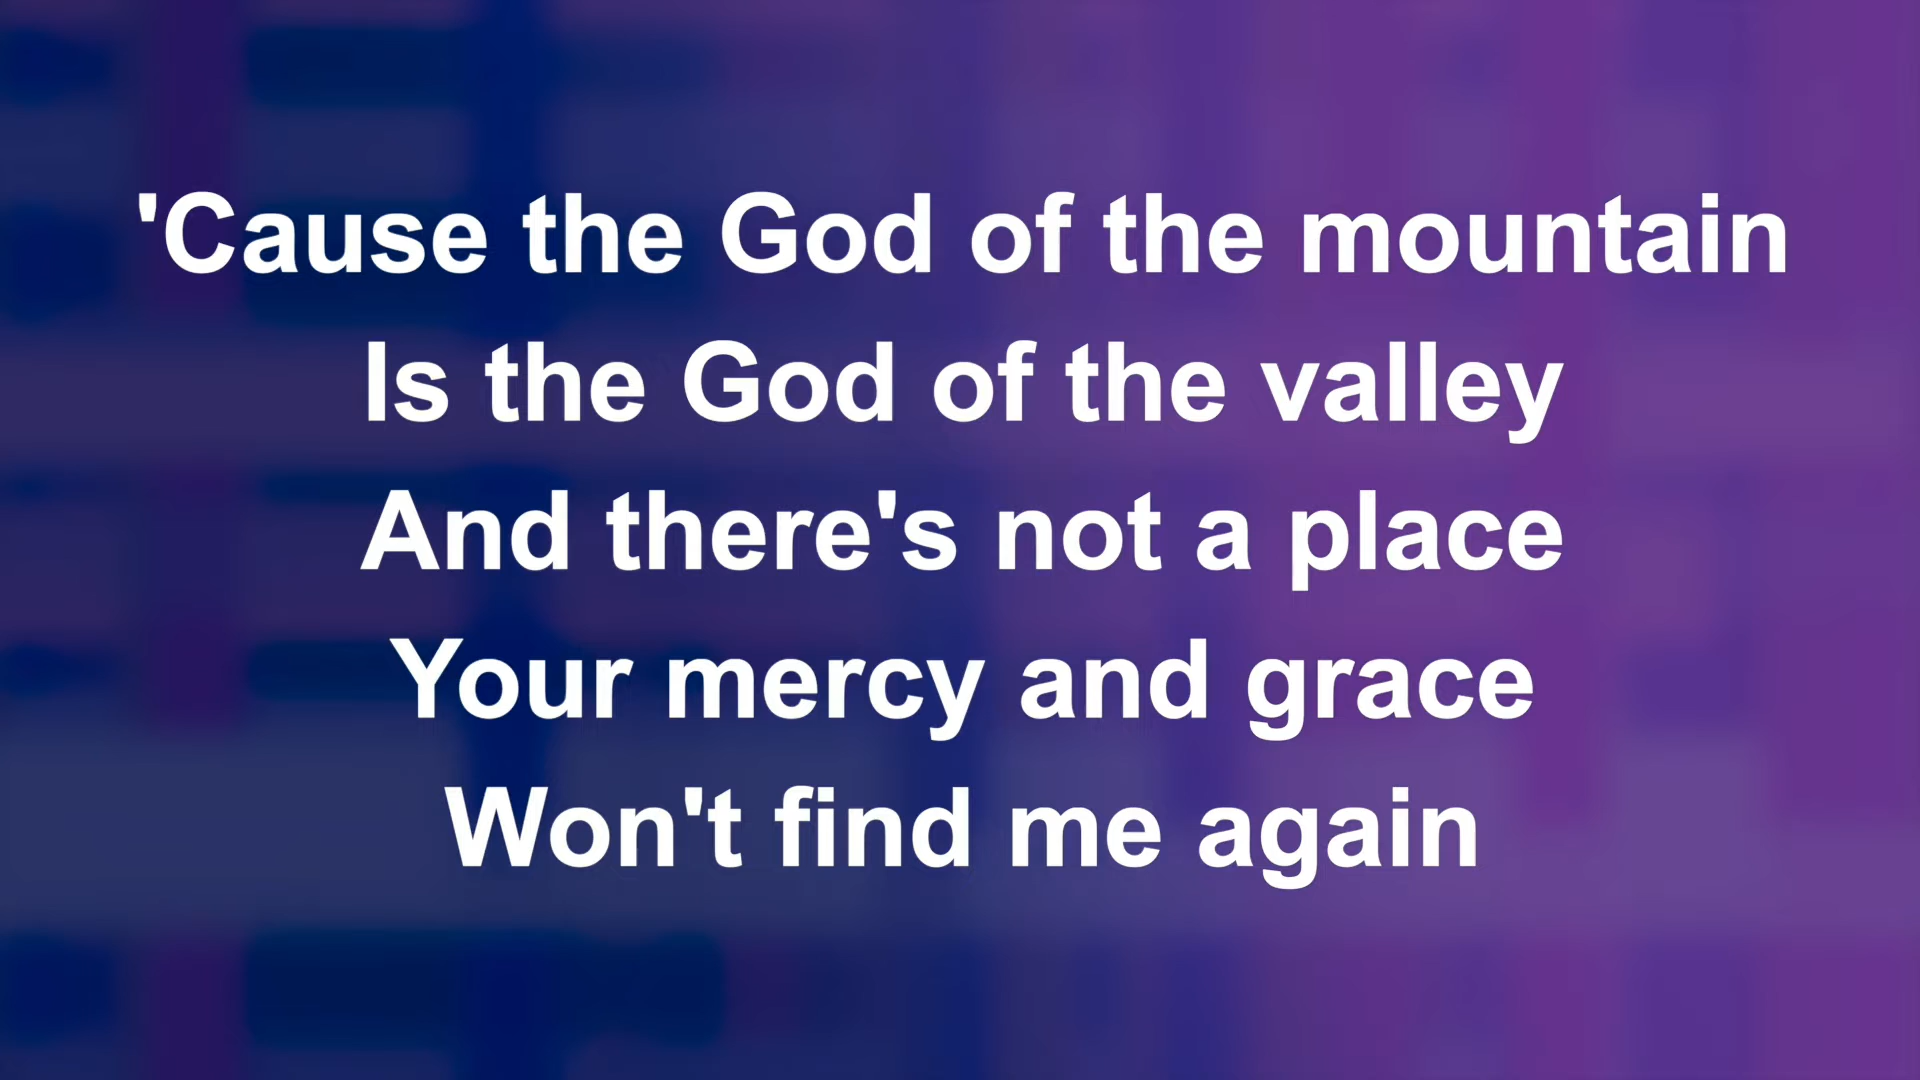 'Cause the God of the mountain
Is the God of the valley
And there's not a place
Your mercy and grace
Won't find me again